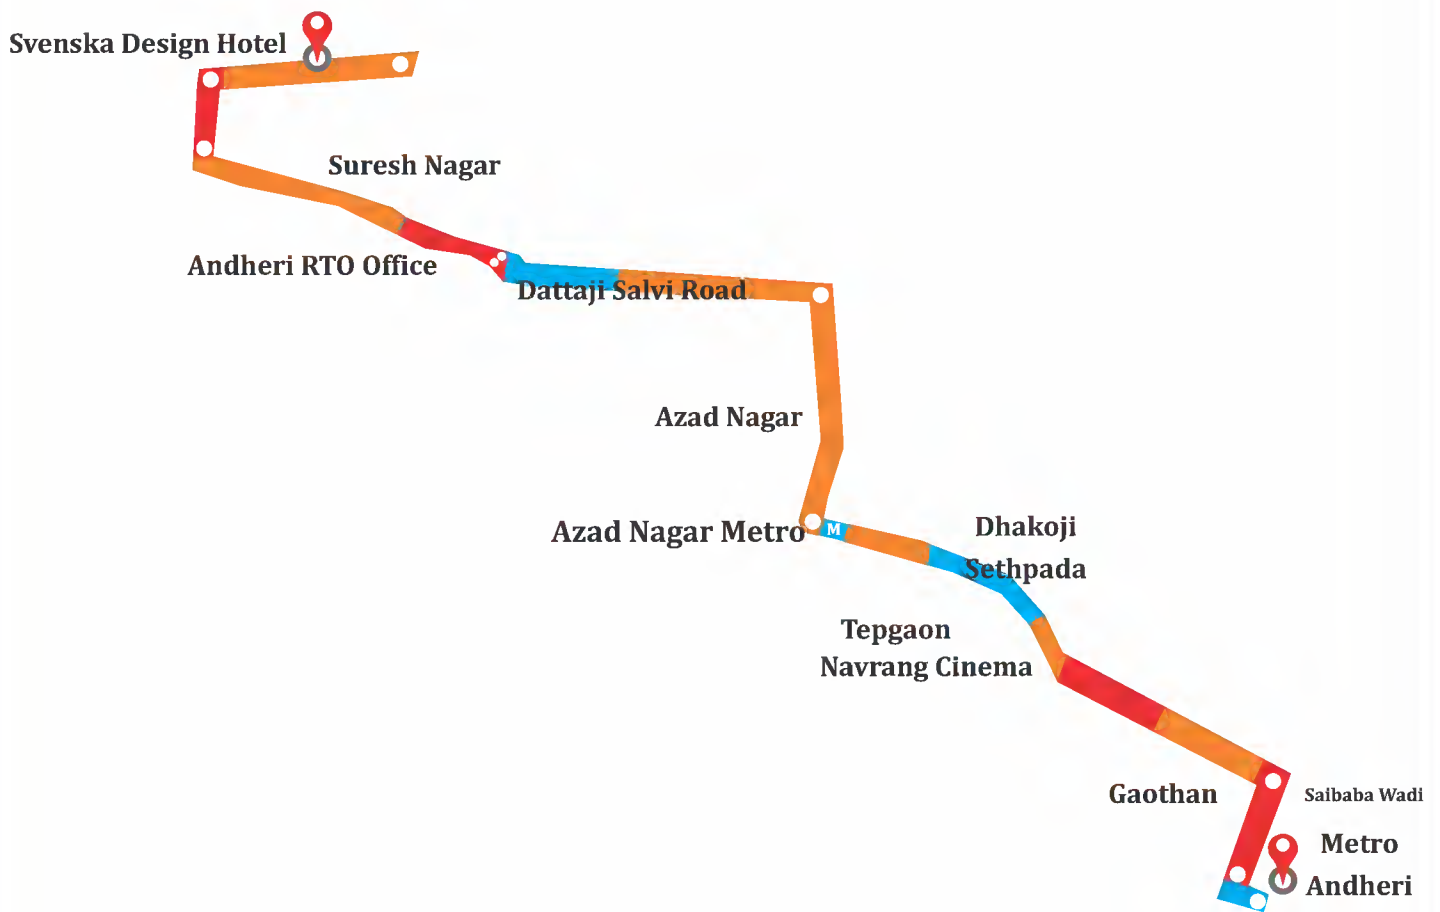 Svenska Design Hotel
Suresh Nagar
Andheri RTO Office
Dattaji Salvi Road
Azad Nagar
Azad Nagar Metro
M
Dhakoji
Sethpada
Tepgaon
Navrang Cinema
Gaothan
Saibaba Wadi
Metro
Andheri